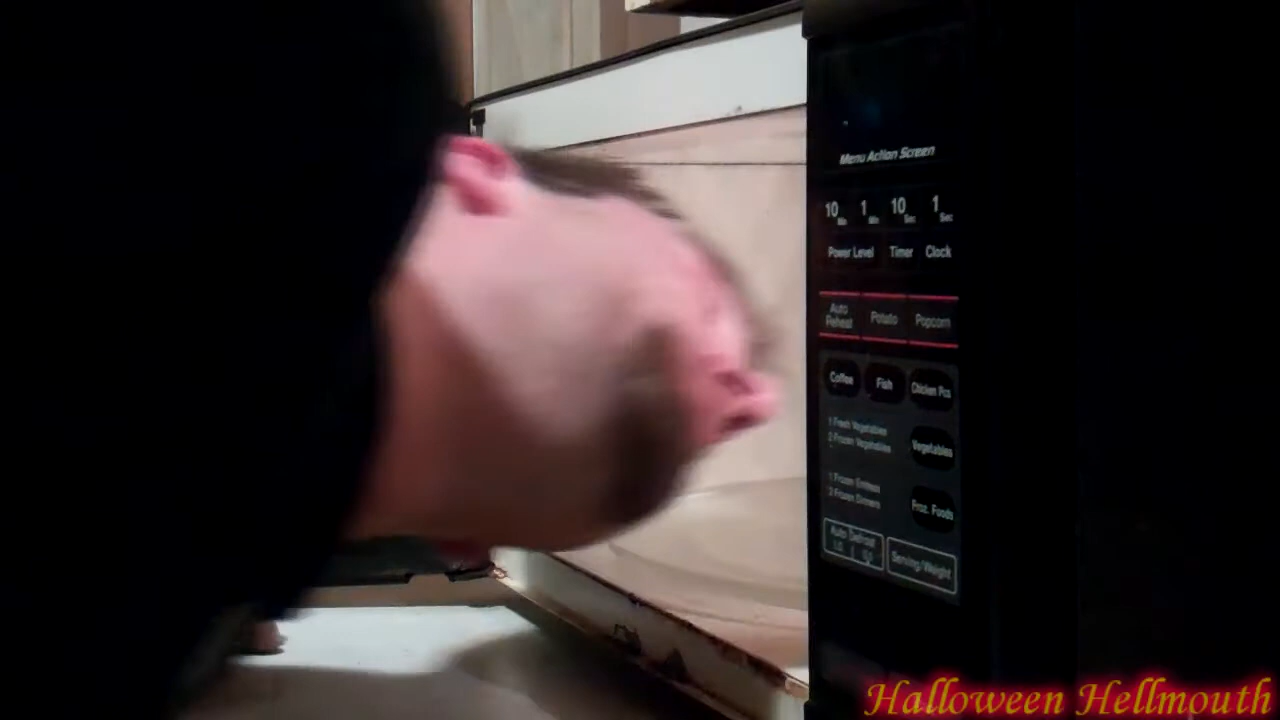 Menu Action Screen
10 Min 1 Min 10 Sec 1 Sec
Power Level Timer Clock
Auto Reheat Potato Popcorn
Coffee Fish Chicken Pcs
1 Fresh Vegetables
2 Frozen Vegetables
Vegetables
1 Frozen Entrees
2 Frozen Dinners
Froz. Foods
Auto Defrost
Serving/Weight
Halloween Hellmouth